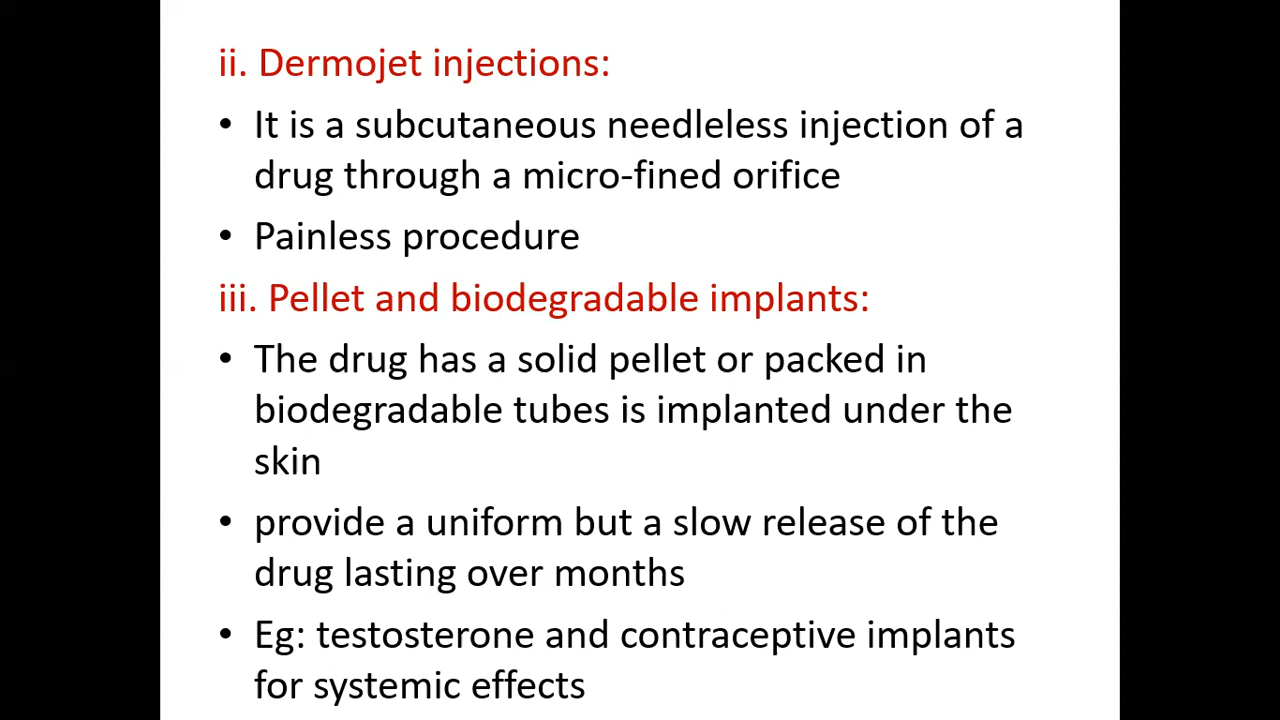 ii. Dermojet injections:
• It is a subcutaneous needleless injection of a
drug through a micro-fined orifice
• Painless procedure
iii. Pellet and biodegradable implants:
• The drug has a solid pellet or packed in
biodegradable tubes is implanted under the
skin
• provide a uniform but a slow release of the
drug lasting over months
• Eg: testosterone and contraceptive implants
for systemic effects